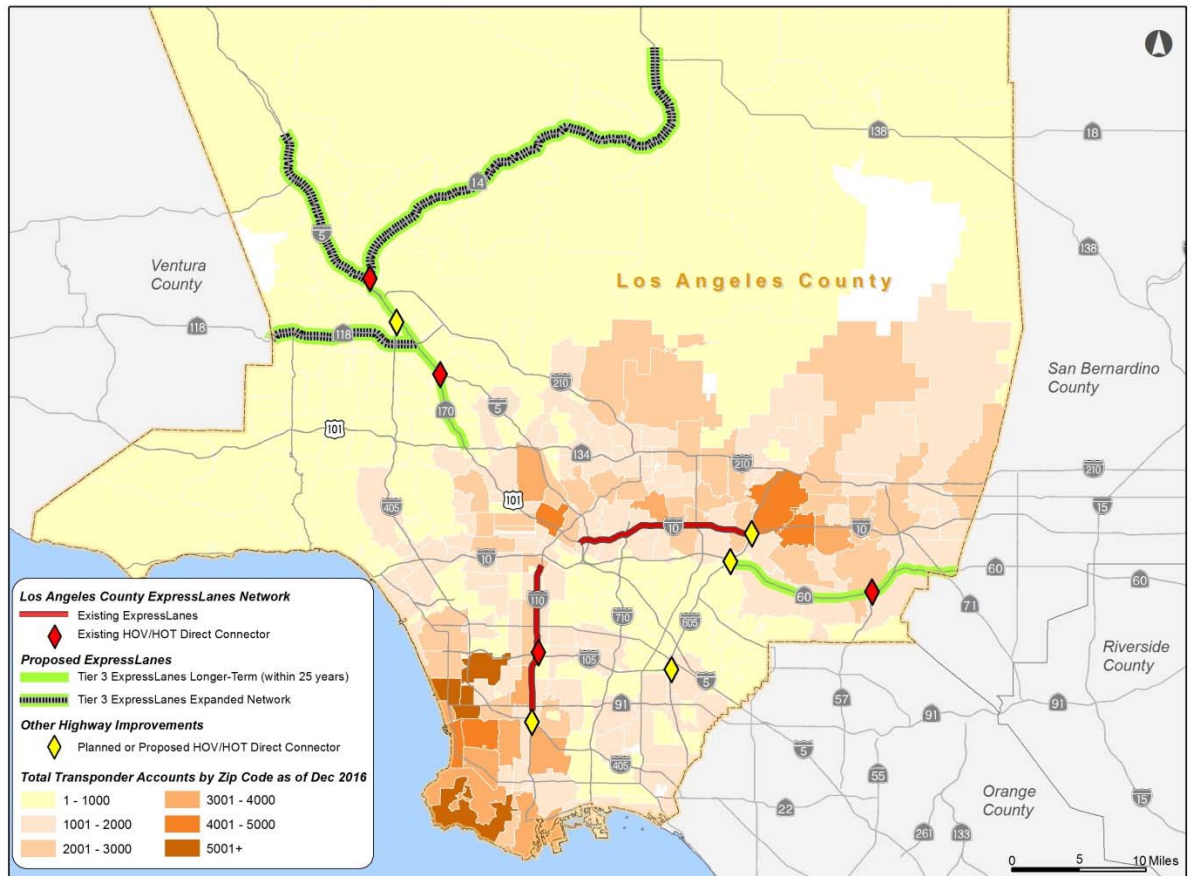 138
18
14
5
138
Ventura
County
Los Angeles County
118
118
San Bernardino
County
210
170
5
101
134
210
210
101
405
15
10
10
10
60
60
60
110
710
605
71
105
5
Riverside
County
57
91
91
91
405
5
55
22
15
Orange
County
261
133
Los Angeles County ExpressLanes Network
Existing ExpressLanes
Existing HOV/HOT Direct Connector
Proposed ExpressLanes
Tier 3 ExpressLanes Longer-Term (within 25 years)
Tier 3 ExpressLanes Expanded Network
Other Highway Improvements
Planned or Proposed HOV/HOT Direct Connector
Total Transponder Accounts by Zip Code as of Dec 2016
1 - 1000
3001 - 4000
1001 - 2000
4001 - 5000
2001 - 3000
5001+
0 5 10 Miles